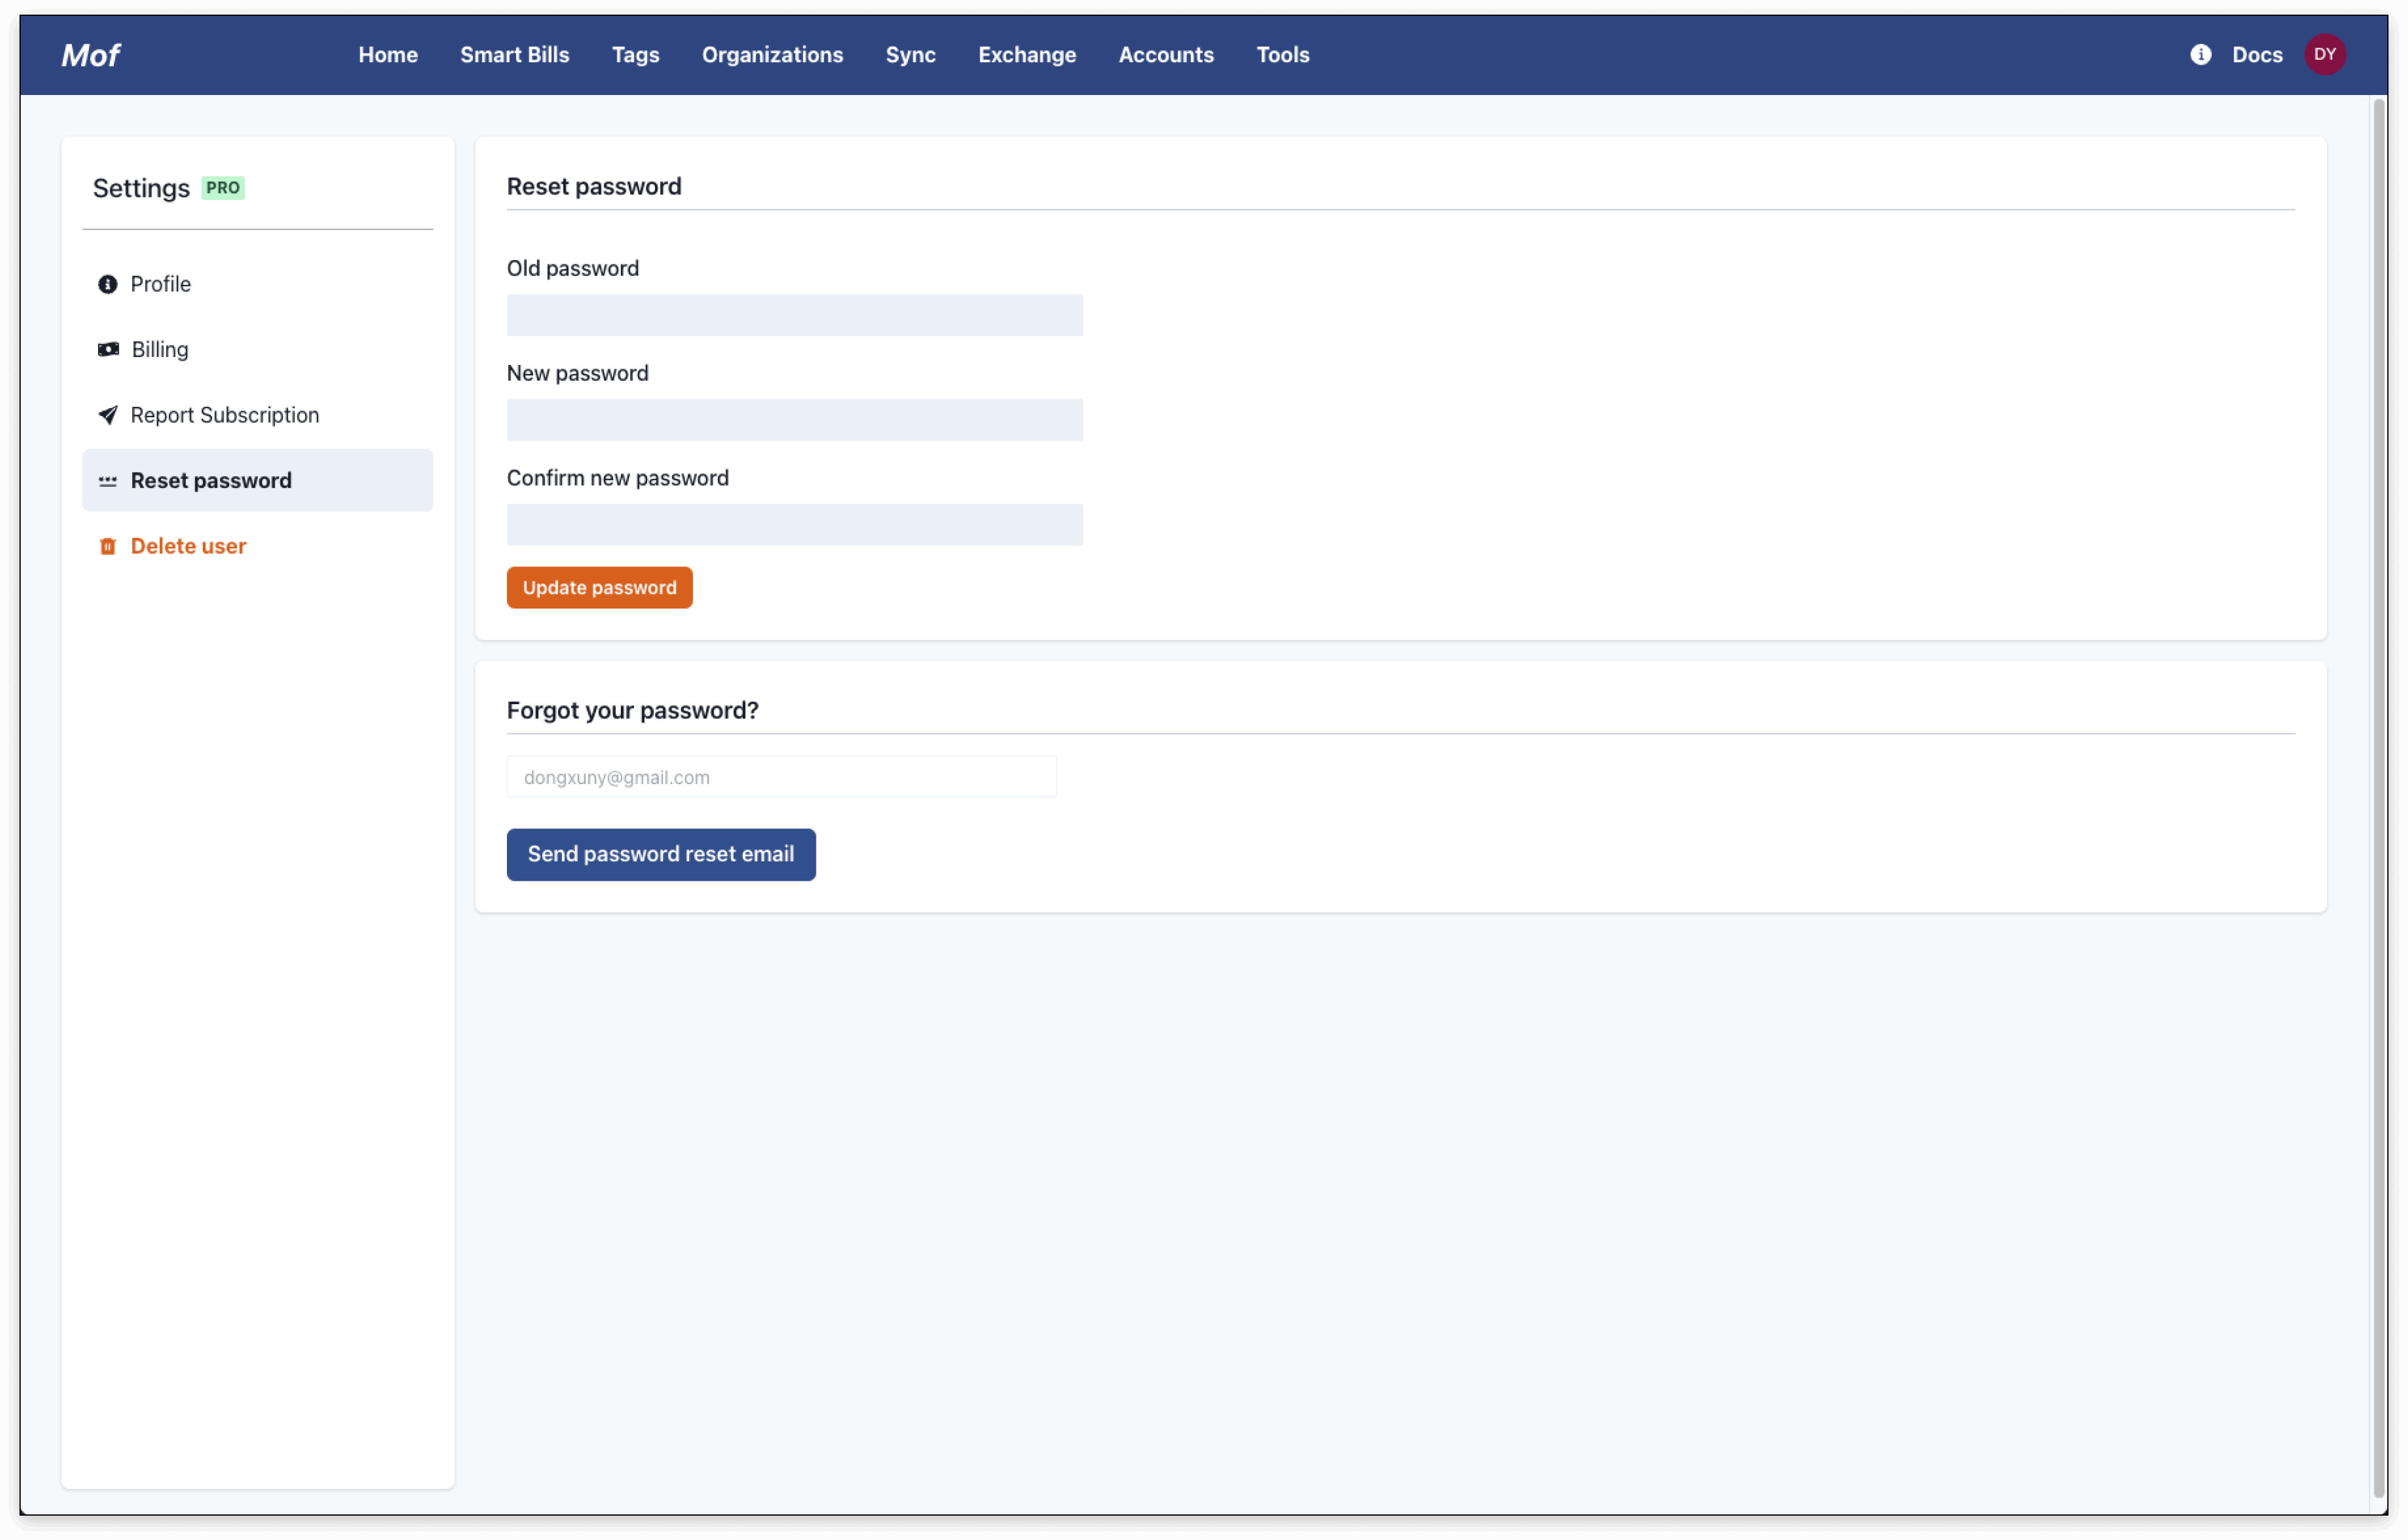 Mof Home Smart Bills Tags Organizations Sync Exchange Accounts Tools Docs DY
Settings PRO
Profile
Billing
Report Subscription
Reset password
Delete user
Reset password
Old password
New password
Confirm new password
Update password
Forgot your password?
dongxuny@gmail.com
Send password reset email